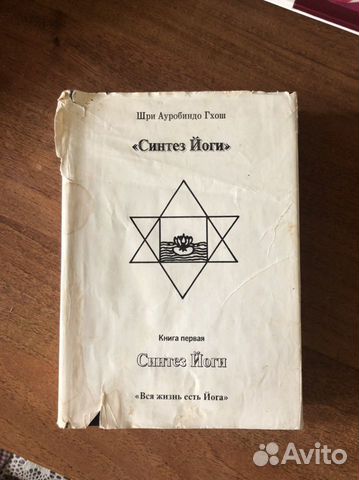 Шри Ауробиндо Гхош
«Синтез Йоги»
Книга первая
Синтез Йоги
«Вся жизнь есть Йога»
Avito